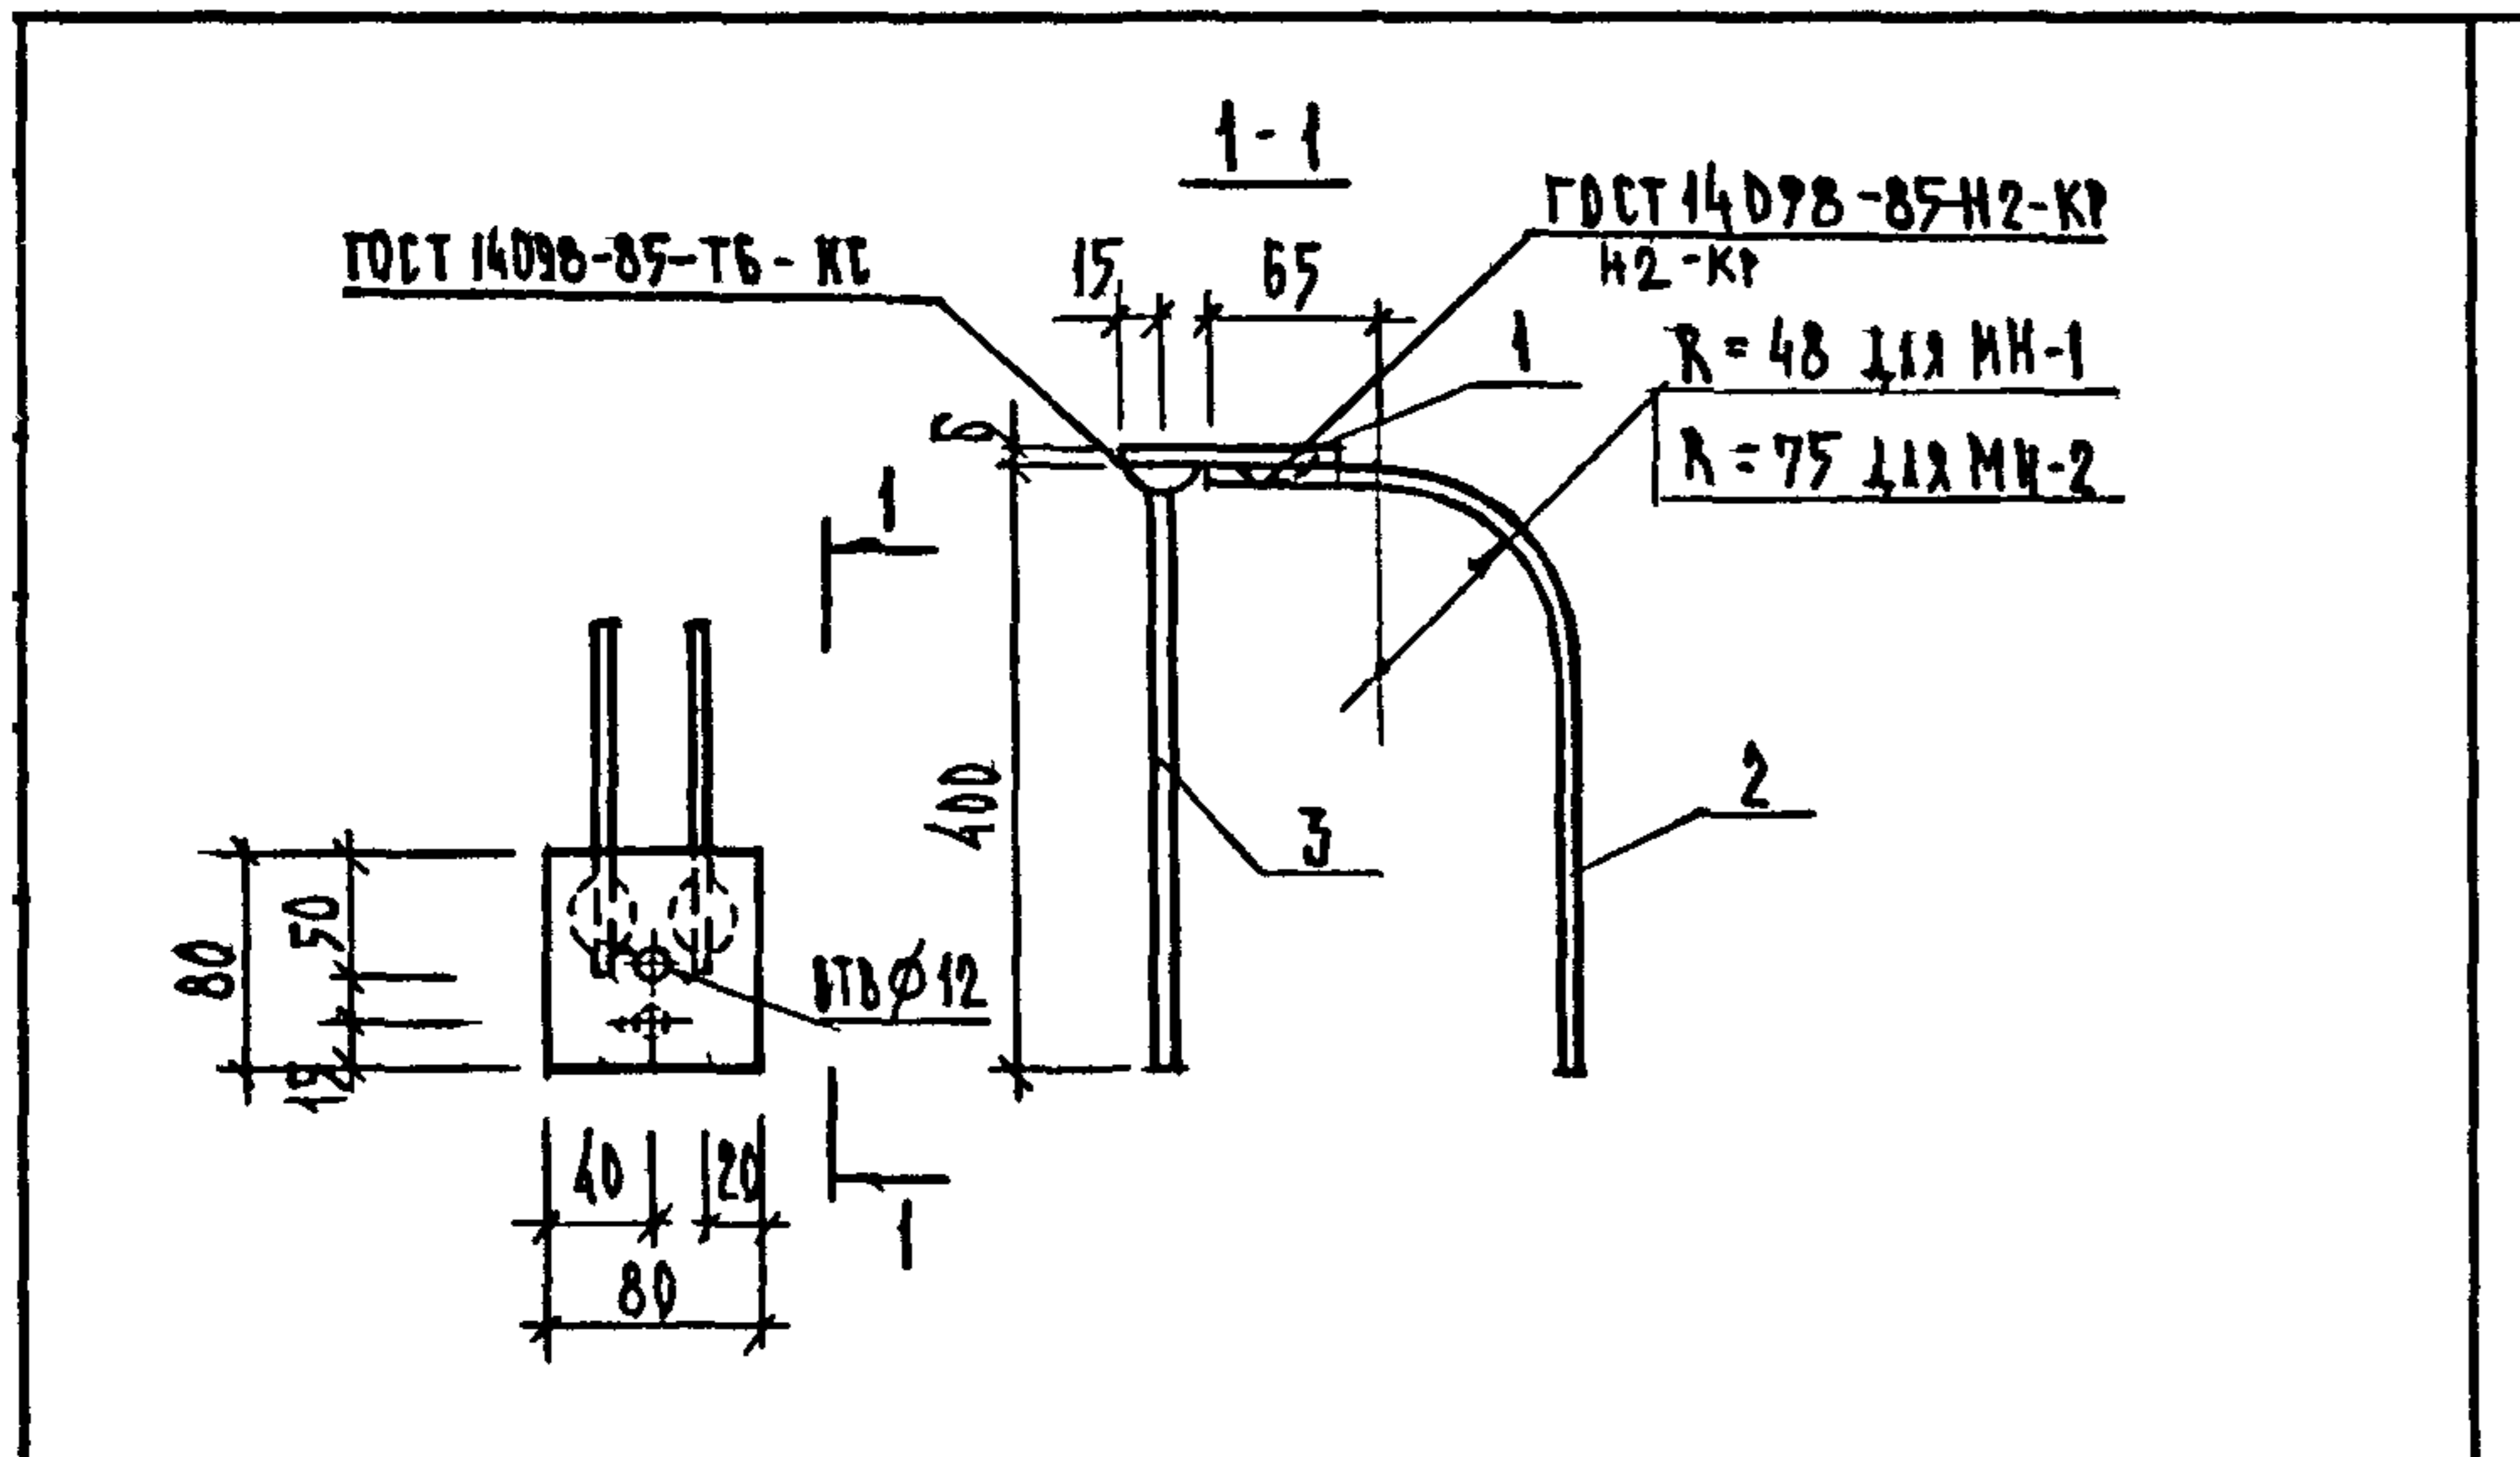 1-1
ГОСТ 14098-85-Т6-КС
15
65
ГОСТ 14098-85-Н2-КР
Н2-КР
1
R = 48 для МН-1
R = 75 для МН-2
6
1
400
3
2
80
50
отв ϕ 12
40
20
80
1